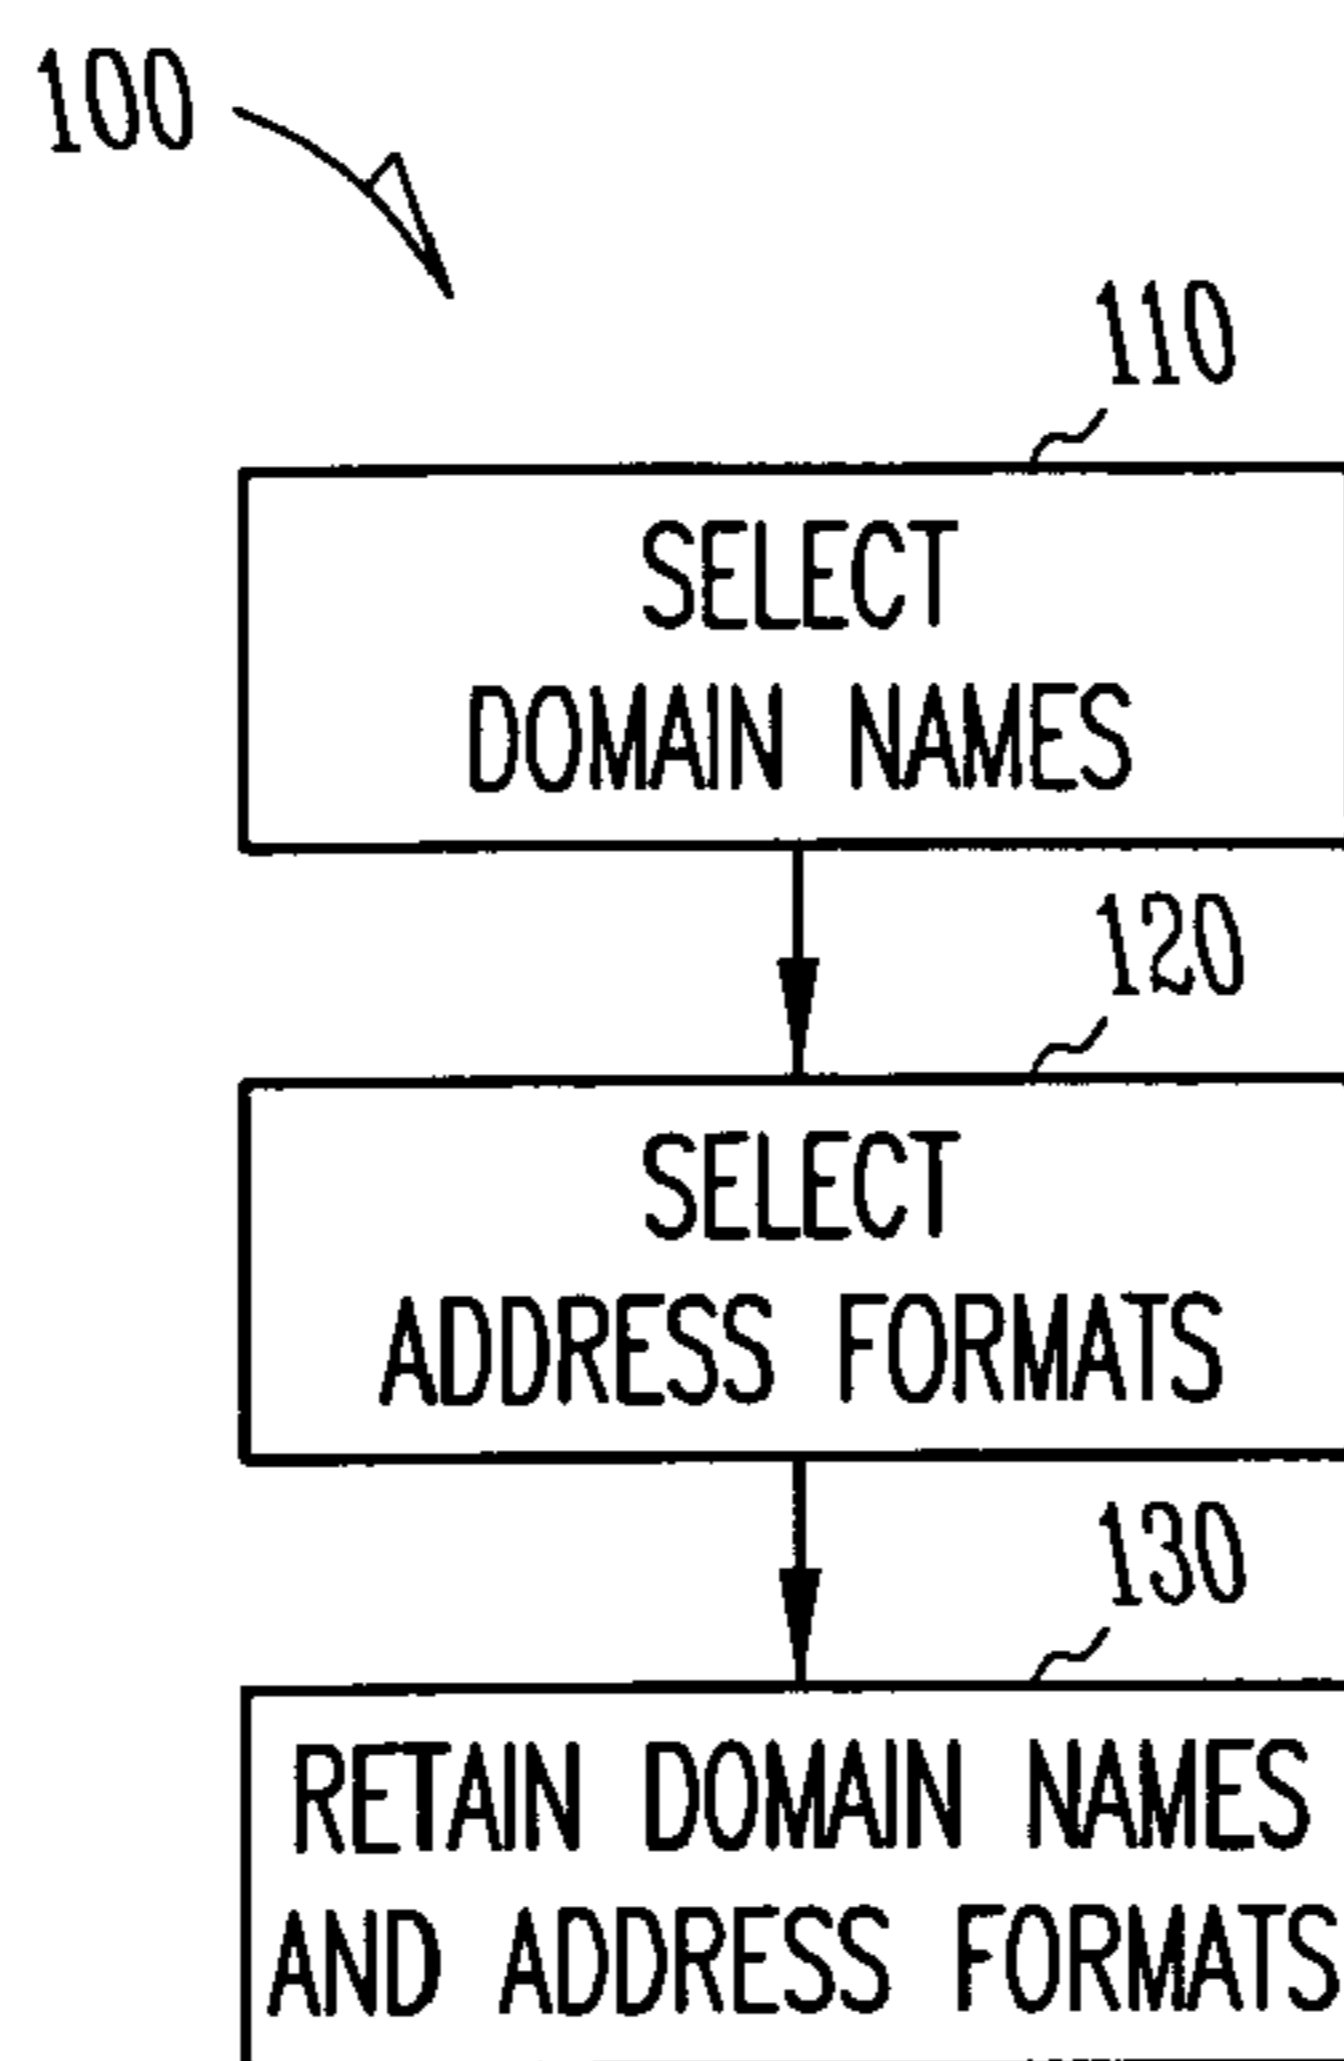 100
110
SELECT
DOMAIN NAMES
120
SELECT
ADDRESS FORMATS
130
RETAIN DOMAIN NAMES
AND ADDRESS FORMATS